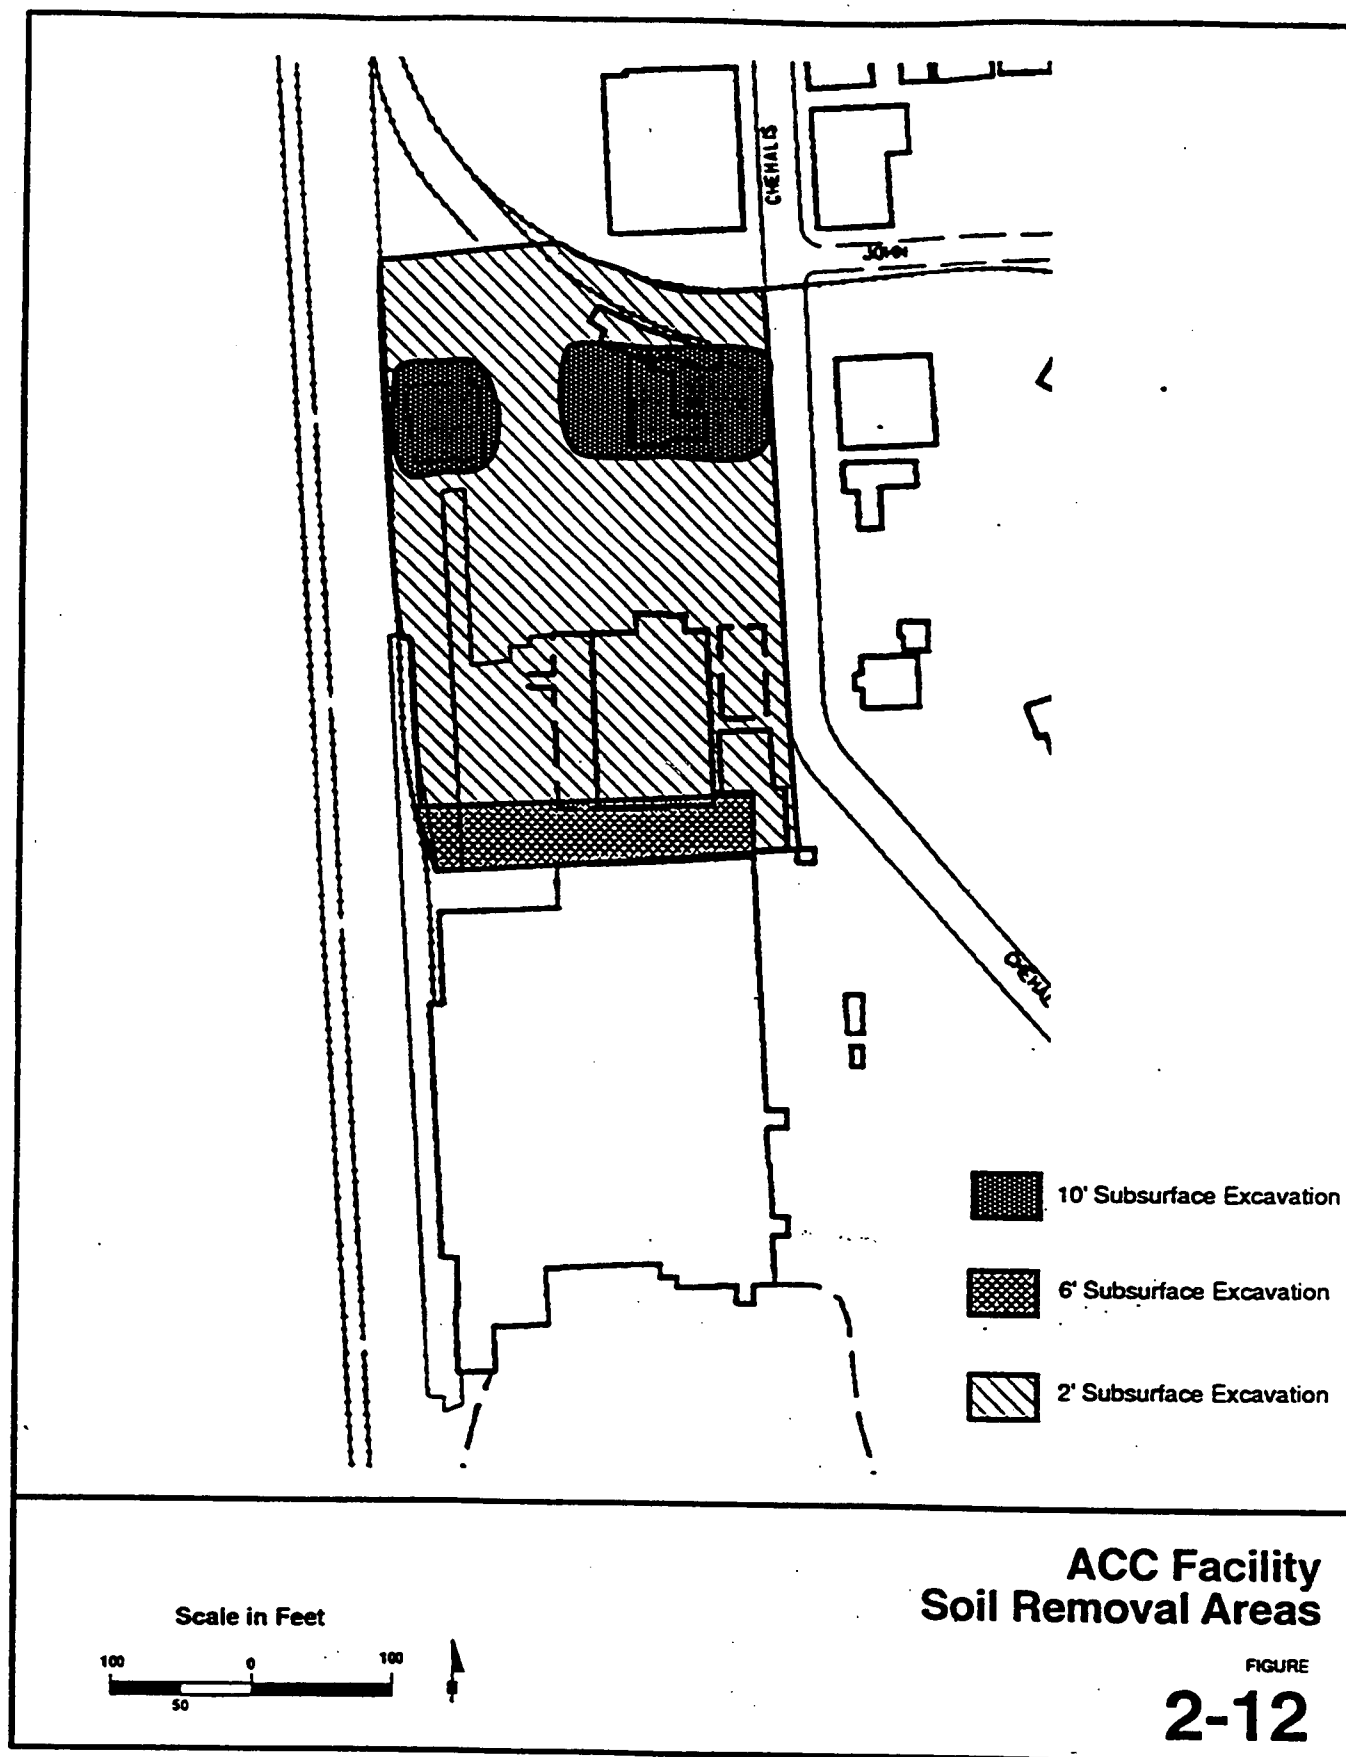 CHEHALIS
JOHN
CHEHAL
10' Subsurface Excavation
6' Subsurface Excavation
2' Subsurface Excavation
ACC Facility
Soil Removal Areas
Scale in Feet
100 0 100
50
FIGURE
2-12